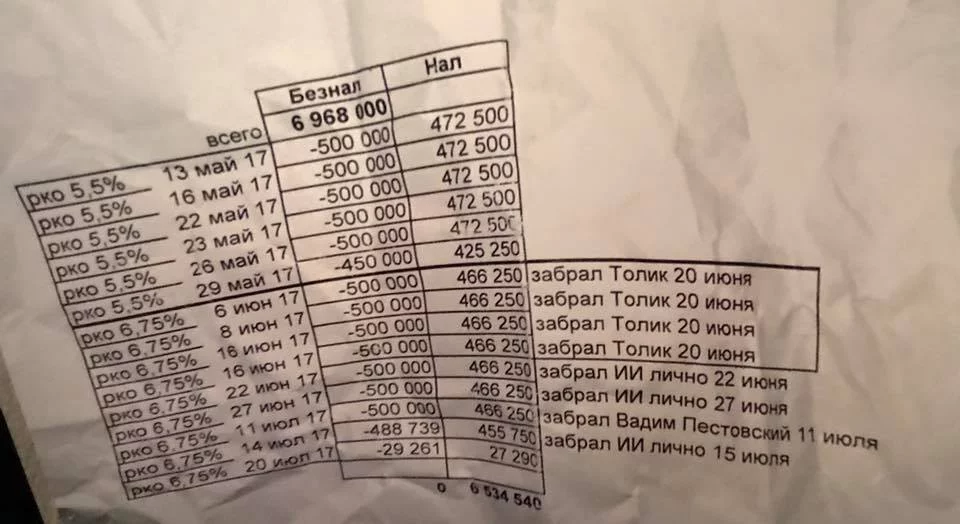 Безнал Нал
всего 6 968 000
рко 5,5% 13 май 17 -500 000 472 500
рко 5,5% 16 май 17 -500 000 472 500
рко 5,5% 22 май 17 -500 000 472 500
рко 5,5% 23 май 17 -500 000 472 500
рко 5,5% 26 май 17 -500 000 472 500
рко 5,5% 29 май 17 -450 000 425 250
рко 6,75% 6 июн 17 -500 000 466 250 забрал Толик 20 июня
рко 6,75% 8 июн 17 -500 000 466 250 забрал Толик 20 июня
рко 6,75% 16 июн 17 -500 000 466 250 забрал Толик 20 июня
рко 6,75% 16 июн 17 -500 000 466 250 забрал Толик 20 июня
рко 6,75% 22 июн 17 -500 000 466 250 забрал ИИ лично 22 июня
рко 6,75% 27 июн 17 -500 000 466 250 забрал ИИ лично 27 июня
рко 6,75% 11 июл 17 -500 000 466 250 забрал Вадим Пестовский 11 июля
рко 6,75% 14 июл 17 -488 739 455 750 забрал ИИ лично 15 июля
рко 6,75% 20 июл 17 -29 261 27 290
0 6 534 540